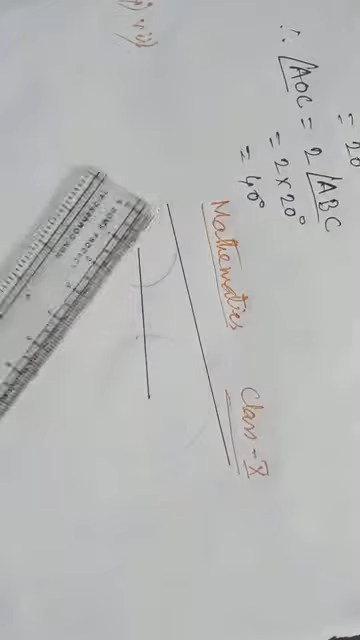 = 20
∴ ∠AOC = 2 ∠ABC
= 2×20°
= 40°
Mathematics Class - X